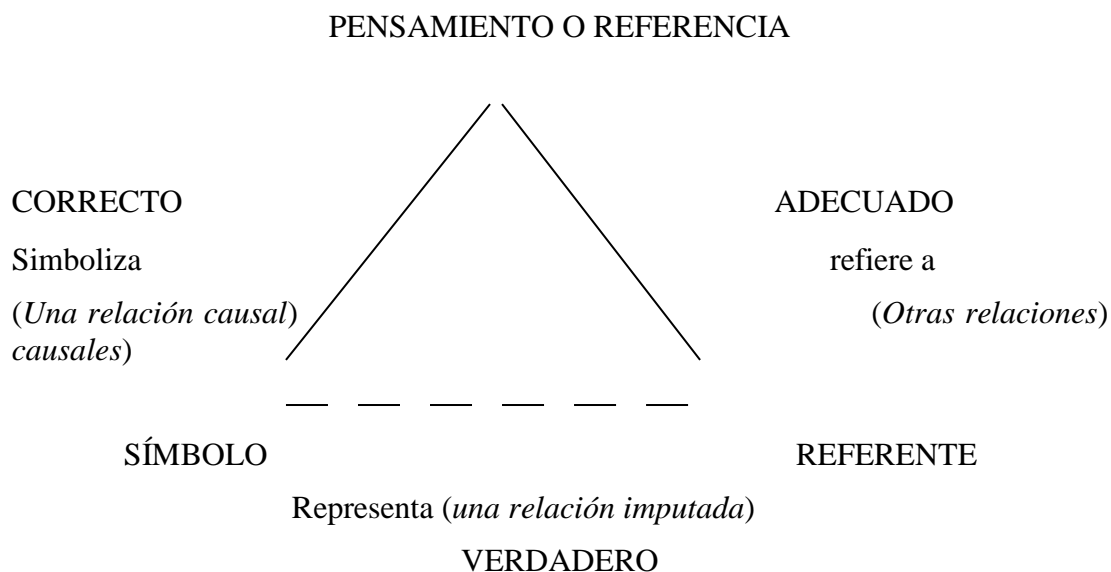 PENSAMIENTO O REFERENCIA
CORRECTO ADECUADO
Simboliza refiere a
(Una relación causal) (Otras relaciones)
causales)
SÍMBOLO REFERENTE
Representa (una relación imputada)
VERDADERO